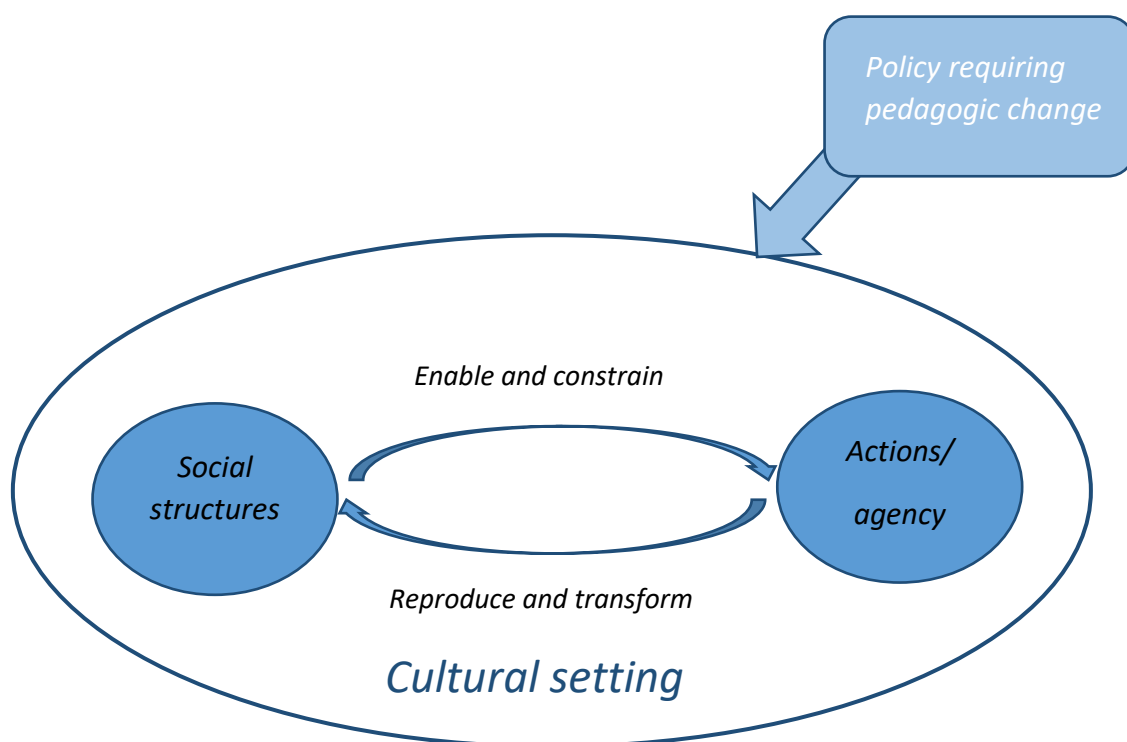 Policy requiring
pedagogic change
Enable and constrain
Social
structures
Actions/
agency
Reproduce and transform
Cultural setting